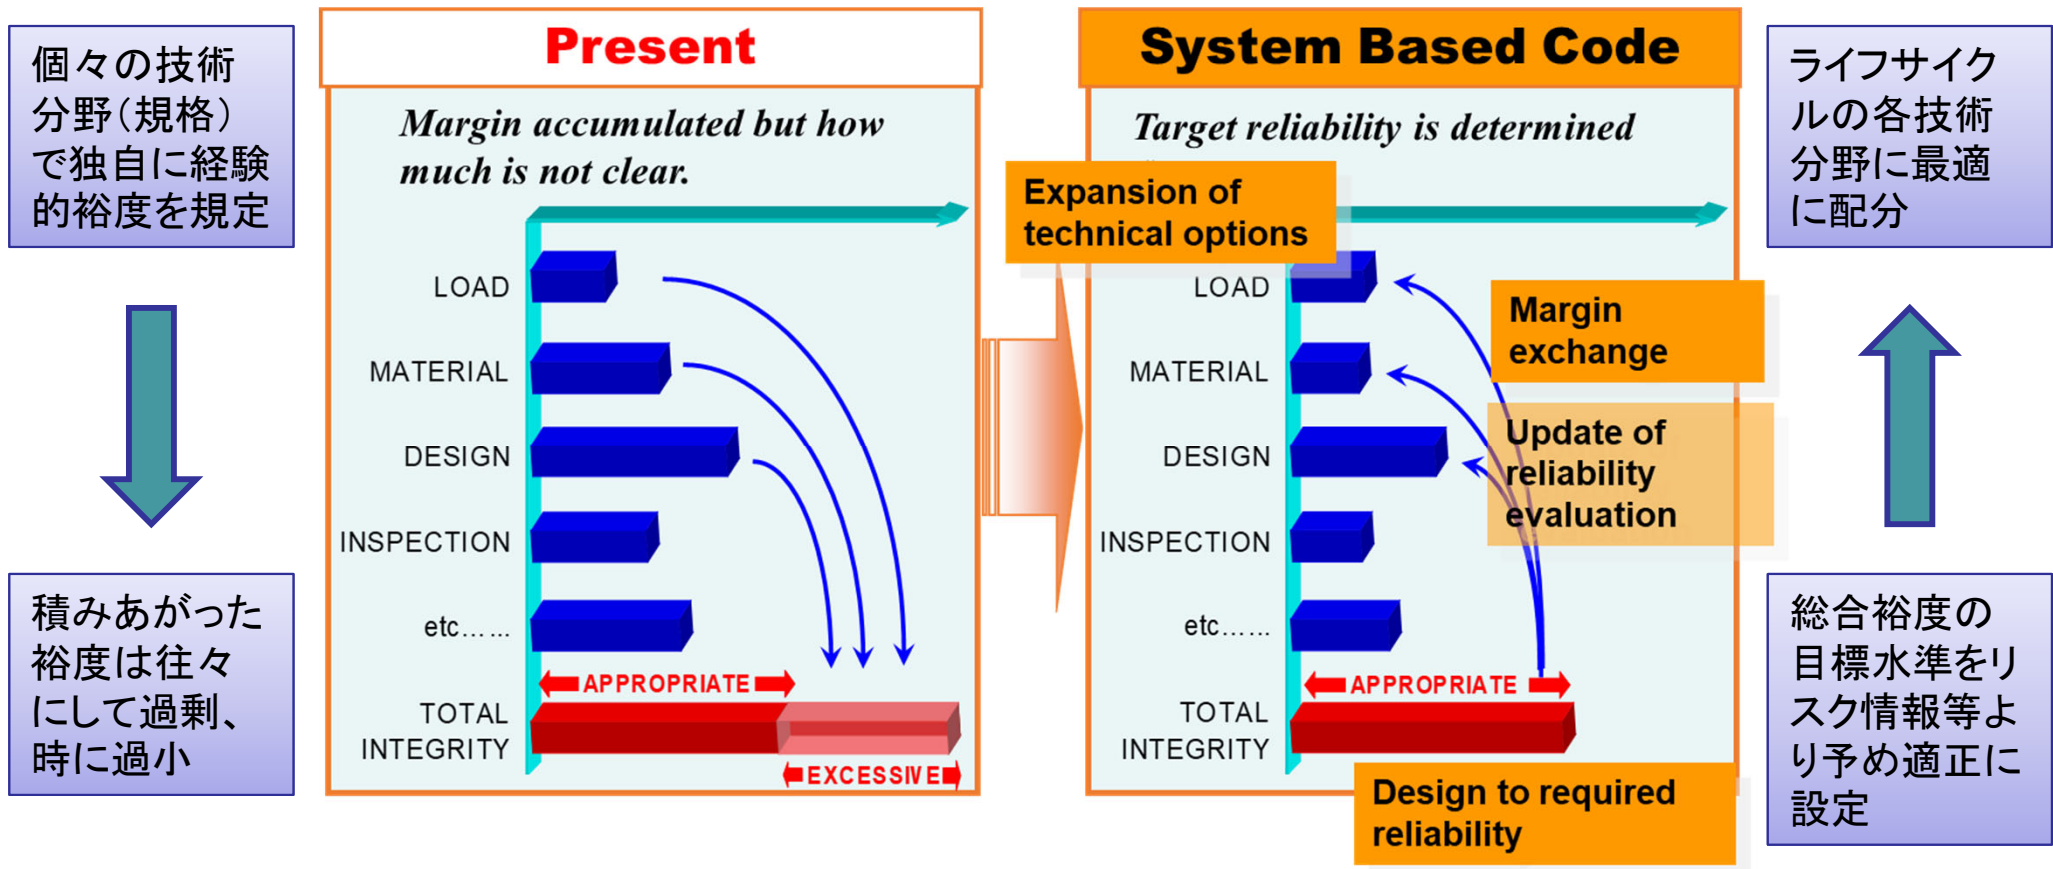 個々の技術
分野(規格)
で独自に経験
的裕度を規定
積みあがった
裕度は往々
にして過剰、
時に過小
Present
Margin accumulated but how
much is not clear.
LOAD
MATERIAL
DESIGN
INSPECTION
etc......
APPROPRIATE
TOTAL
INTEGRITY
EXCESSIVE
System Based Code
Target reliability is determined
Expansion of
technical options
LOAD
Margin
exchange
MATERIAL
DESIGN
Update of
reliability
evaluation
INSPECTION
etc......
APPROPRIATE
TOTAL
INTEGRITY
Design to required
reliability
ライフサイク
ルの各技術
分野に最適
に配分
総合裕度の
目標水準をリ
スク情報等よ
り予め適正に
設定